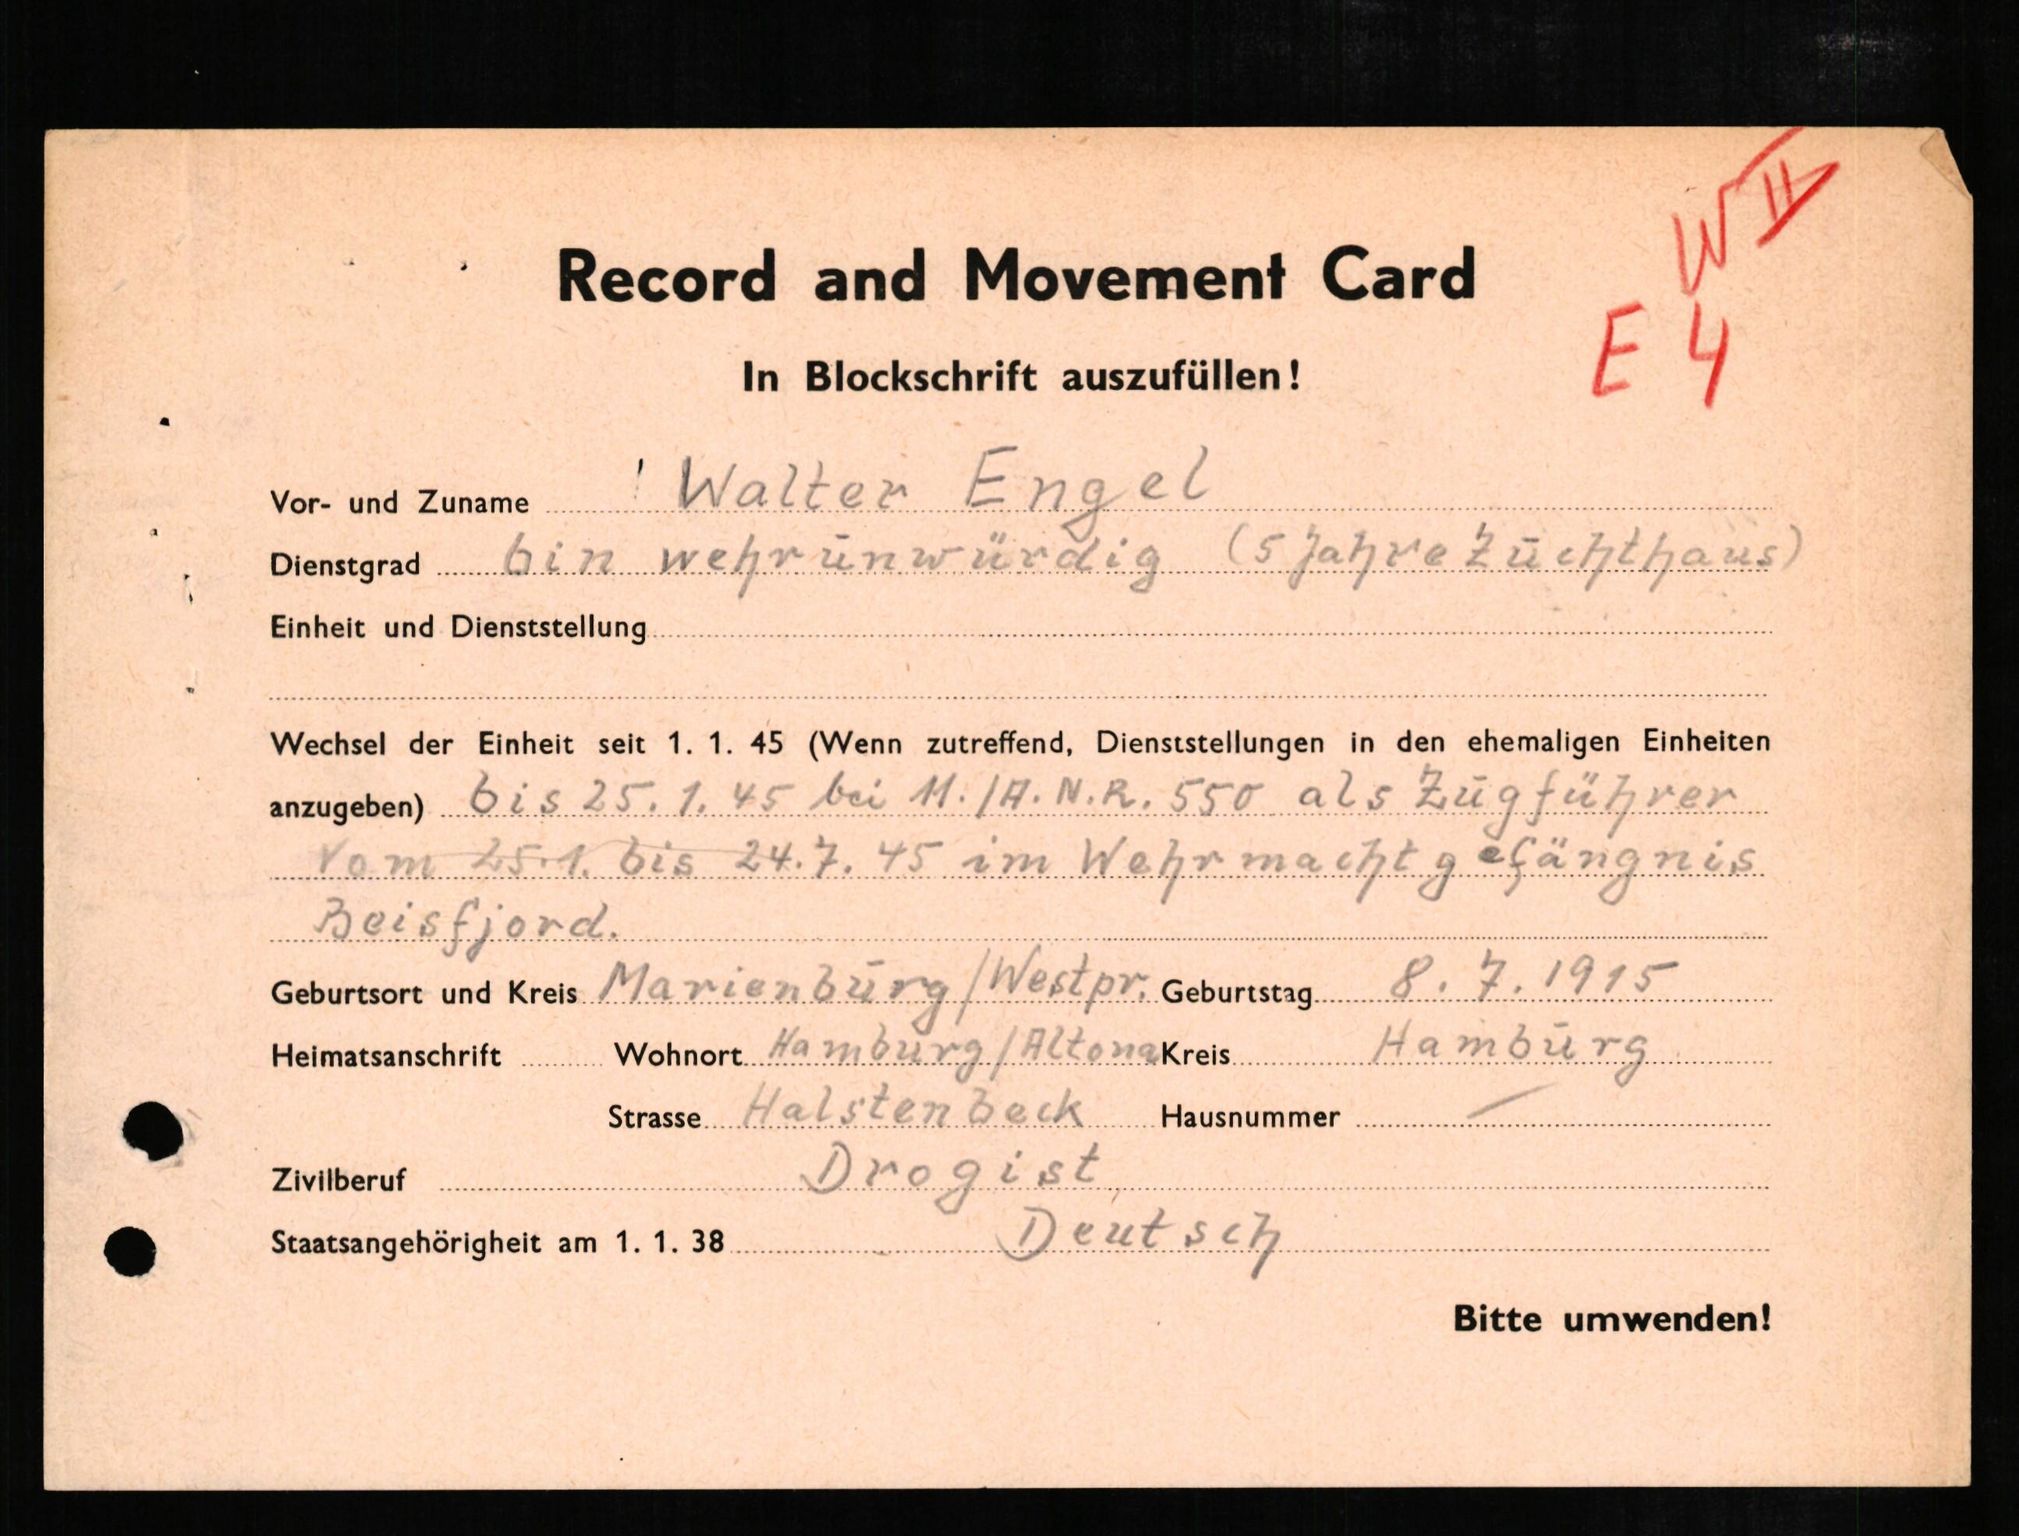 W II
E 4
Record and Movement Card
In Blockschrift auszufüllen!
Vor- und Zuname Walter Engel
Dienstgrad bin wehrunwürdig (5 Jahre Zuchthaus)
Einheit und Dienststellung
Wechsel der Einheit seit 1. 1. 45 (Wenn zutreffend, Dienststellungen in den ehemaligen Einheiten
anzugeben) bis 25. 1. 45 bei 11./A.N.R. 550 als Zugführer
vom 25.1. bis 24.7. 45 im Wehrmachtgefängnis
Beisfjord.
Geburtsort und Kreis Marienburg/Westpr. Geburtstag 8. 7. 1915
Heimatsanschrift Wohnort Hamburg/Altona Kreis Hamburg
Strasse Halstenbeck Hausnummer —
Zivilberuf Drogist
Staatsangehörigheit am 1. 1. 38 Deutsch
Bitte umwenden!